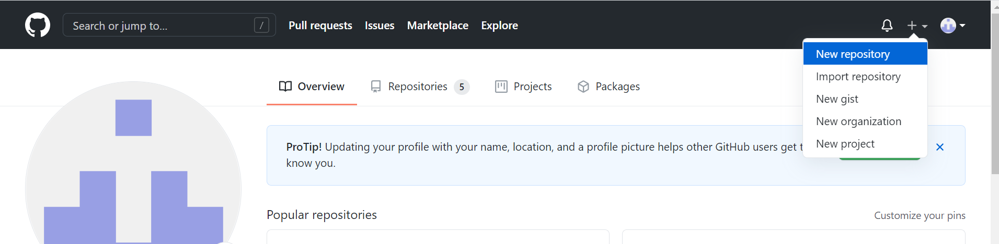 Search or jump to...
/
Pull requests
Issues
Marketplace
Explore
New repository
Import repository
New gist
New organization
New project
Overview
Repositories 5
Projects
Packages
ProTip! Updating your profile with your name, location, and a profile picture helps other GitHub users get
know you.
Popular repositories
Customize your pins